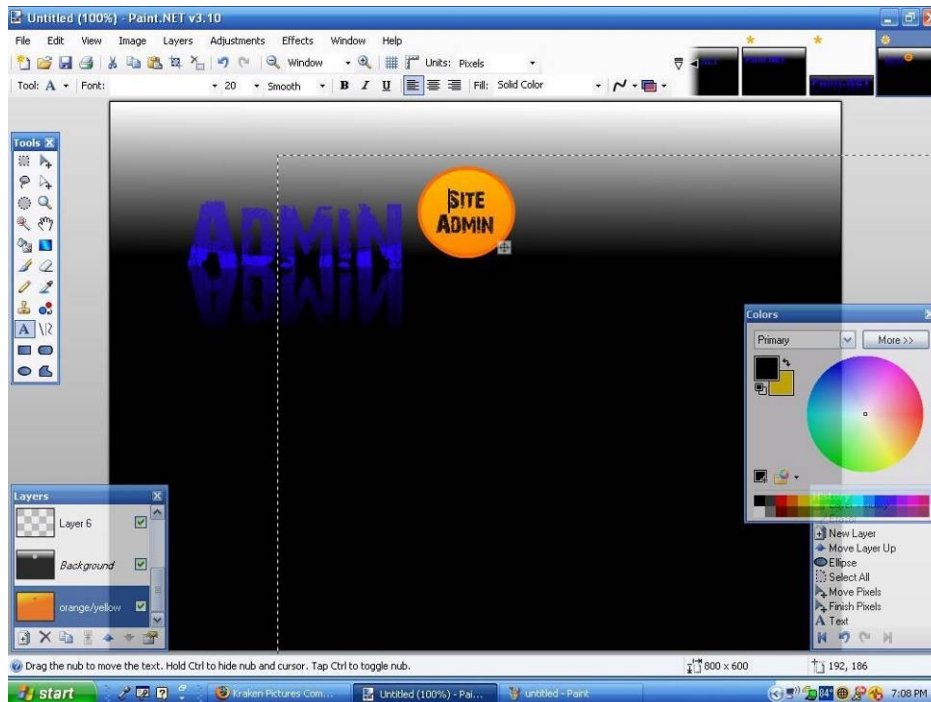 Untitled (100%) - Paint.NET v3.10
File Edit View Image Layers Adjustments Effects Window Help
Window Units: Pixels
Tool: A Font: 20 Smooth B I U Fill: Solid Color
Tools
SITE
ADMIN
ADMIN
Colors
Primary More >>
Layers
Layer 6
Background
orange/yellow
New Layer
Move Layer Up
Ellipse
Select All
Move Pixels
Finish Pixels
Text
Drag the nub to move the text. Hold Ctrl to hide nub and cursor. Tap Ctrl to toggle nub. 800 x 600 192, 186
start Kraken Pictures Com... Untitled (100%) - Pai... untitled - Paint 84° 7:08 PM